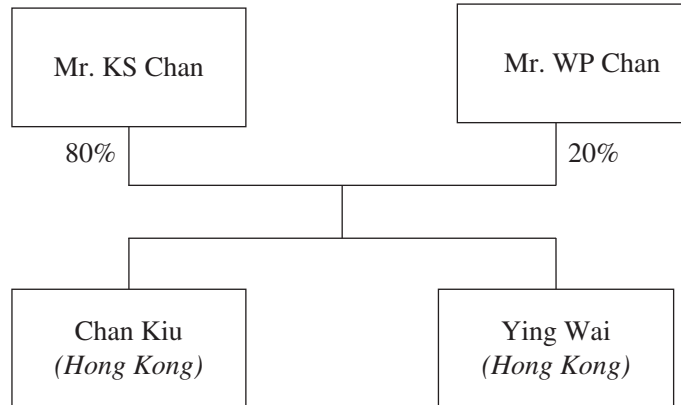 Mr. KS Chan
Mr. WP Chan
80%
20%
Chan Kiu
(Hong Kong)
Ying Wai
(Hong Kong)